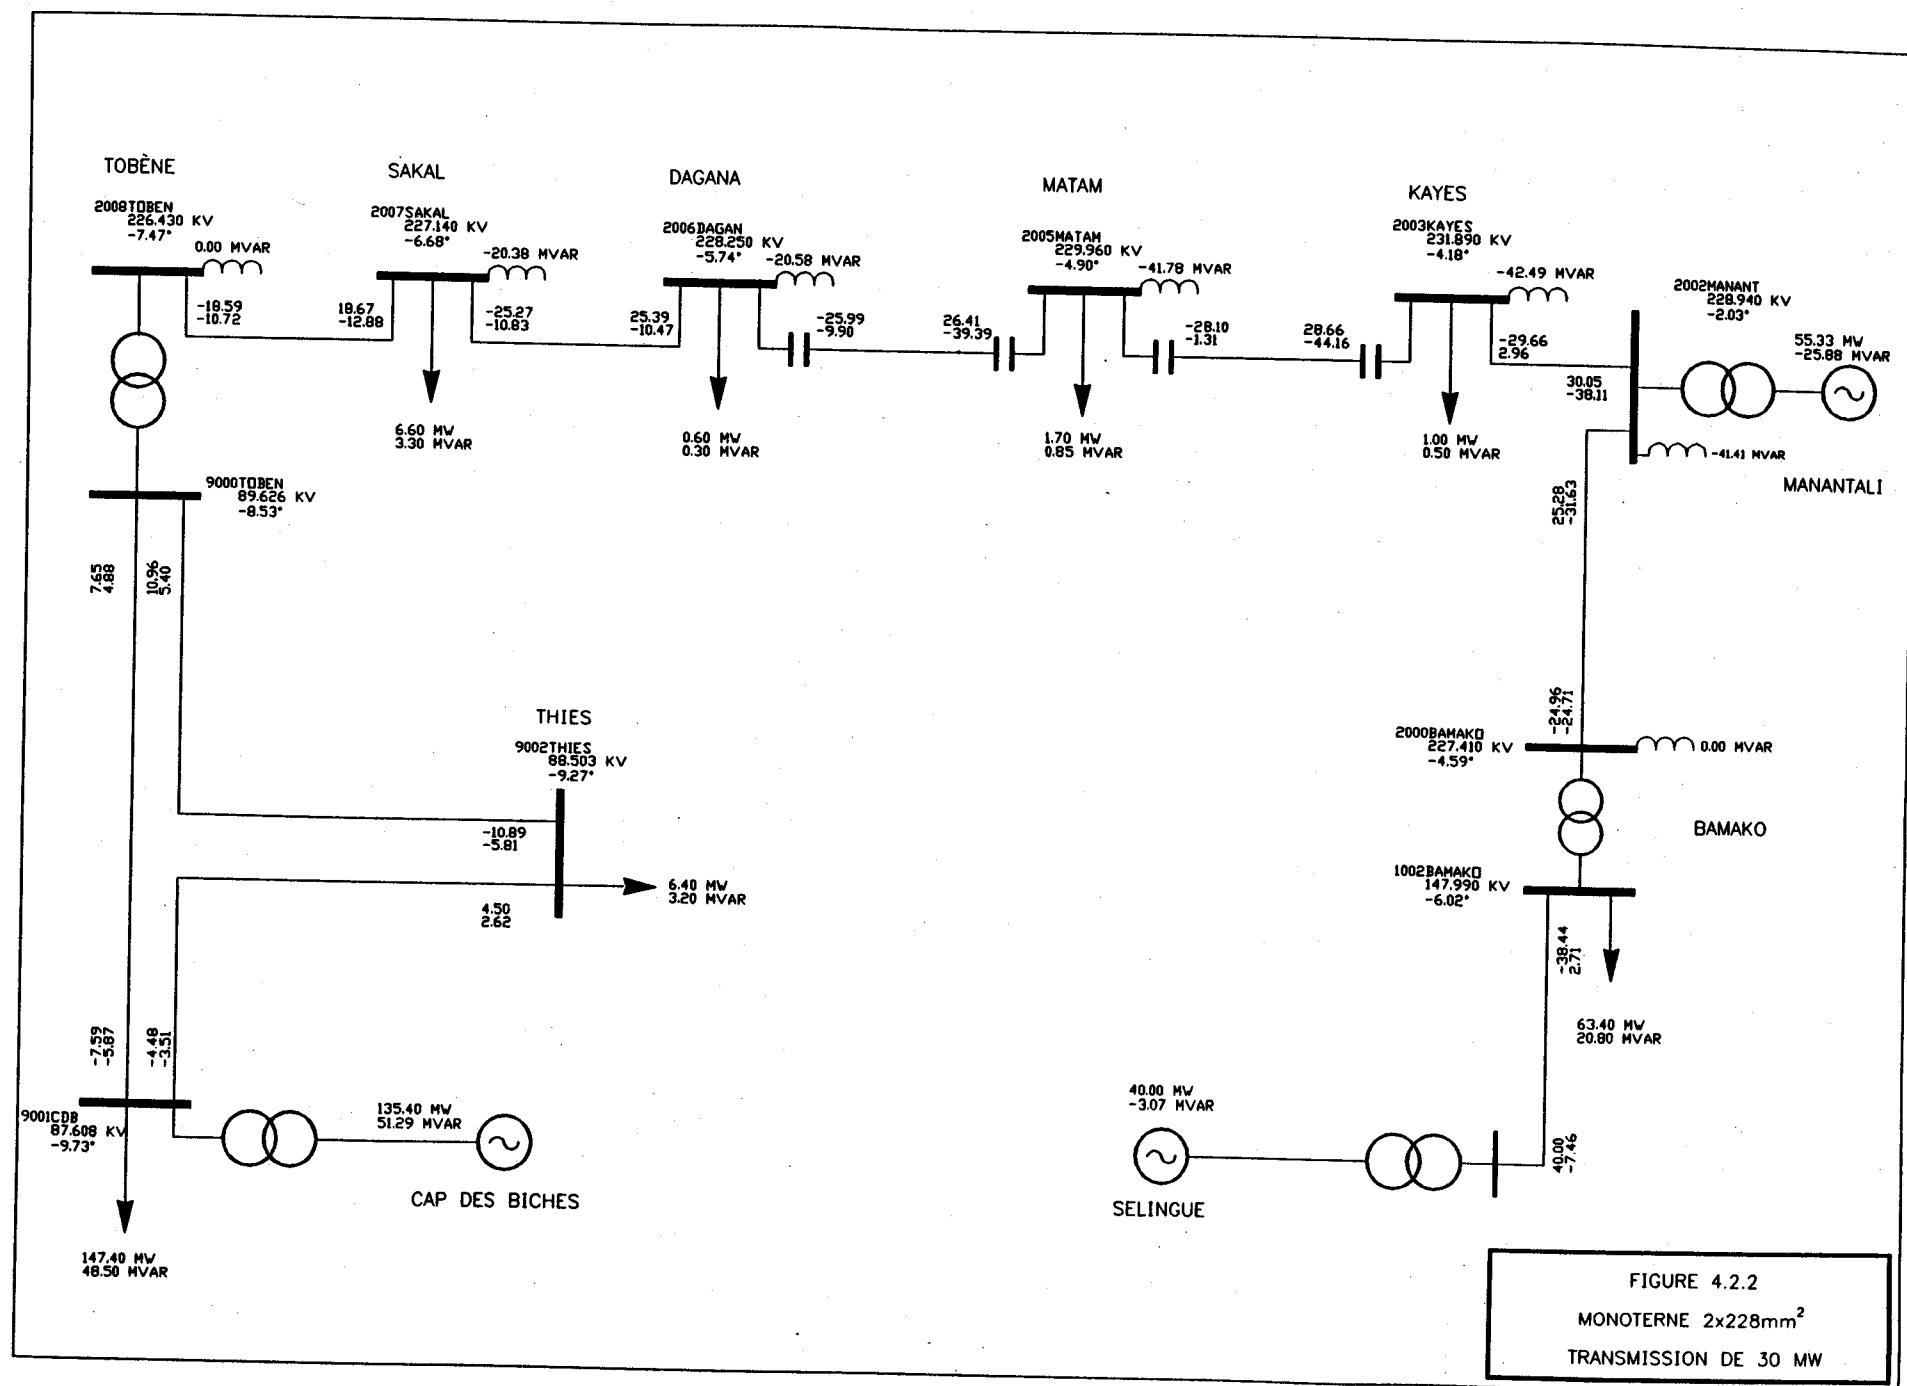 TOBÈNE
2008TOBEN
226.430 KV
-7.47°
0.00 MVAR
-18.59
-10.72
SAKAL
2007SAKAL
227.140 KV
-6.68°
-20.38 MVAR
18.67
-12.88
-25.27
-10.83
6.60 MW
3.30 MVAR
DAGANA
2006DAGAN
228.250 KV
-5.74°
-20.58 MVAR
25.39
-10.47
-25.99
-9.90
0.60 MW
0.30 MVAR
MATAM
2005MATAM
229.960 KV
-4.90°
-41.78 MVAR
26.41
-39.39
-28.10
-1.31
1.70 MW
0.85 MVAR
KAYES
2003KAYES
231.890 KV
-4.18°
-42.49 MVAR
28.66
-44.16
-29.66
2.96
1.00 MW
0.50 MVAR
2002MANANT
228.940 KV
-2.03°
55.33 MW
-25.88 MVAR
30.05
-38.11
-41.41 MVAR
MANANTALI
25.28
-31.63
9000TOBEN
89.626 KV
-8.53°
7.65
4.88
10.96
5.40
THIES
9002THIES
88.503 KV
-9.27°
-10.89
-5.81
6.40 MW
3.20 MVAR
4.50
2.62
-24.96
-24.71
2000BAMAKO
227.410 KV
-4.59°
0.00 MVAR
BAMAKO
1002BAMAKO
147.990 KV
-6.02°
-38.44
2.71
63.40 MW
20.80 MVAR
-7.59
-5.87
-4.48
-3.51
9001CDB
87.608 KV
-9.73°
135.40 MW
51.29 MVAR
CAP DES BICHES
147.40 MW
48.50 MVAR
40.00 MW
-3.07 MVAR
SELINGUE
40.00
-7.46
FIGURE 4.2.2
MONOTERNE 2x228mm²
TRANSMISSION DE 30 MW